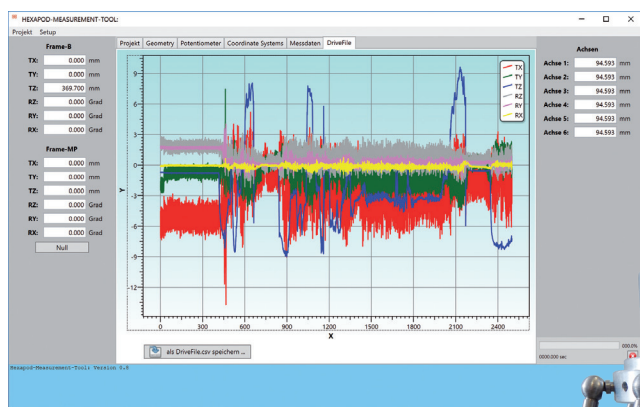 HEXAPOD-MEASUREMENT-TOOL:
Projekt Setup
Frame-B
TX: 0.000 mm
TY: 0.000 mm
TZ: 369.700 mm
RZ: 0.000 Grad
RY: 0.000 Grad
RX: 0.000 Grad
Frame-MP
TX: 0.000 mm
TY: 0.000 mm
TZ: 0.000 mm
RZ: 0.000 Grad
RY: 0.000 Grad
RX: 0.000 Grad
Null
Projekt Geometry Potentiometer Coordinate Systems Messdaten DriveFile
TX
TY
TZ
RZ
RY
RX
9
6
3
0
-3
-6
-9
-12
Y
0 300 600 900 1200 1500 1800 2100 2400
X
als DriveFile.csv speichern ...
Achsen
Achse 1: 94.593 mm
Achse 2: 94.593 mm
Achse 3: 94.593 mm
Achse 4: 94.593 mm
Achse 5: 94.593 mm
Achse 6: 94.593 mm
000.0%
0000.000 sec
Hexapod-Measurement-Tool: Version 0.8